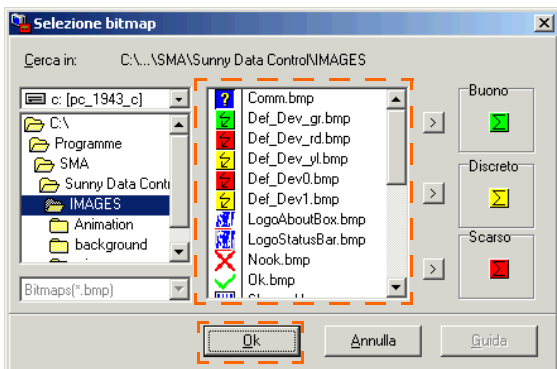 Selezione bitmap
Cerca in: C:\...\SMA\Sunny Data Control\IMAGES
c: [pc_1943_c]
C:\
Programme
SMA
Sunny Data Conti
IMAGES
Animation
background
Bitmaps(*.bmp)
Comm.bmp
Def_Dev_gr.bmp
Def_Dev_rd.bmp
Def_Dev_yl.bmp
Def_Dev0.bmp
Def_Dev1.bmp
LogoAboutBox.bmp
LogoStatusBar.bmp
Nook.bmp
Ok.bmp
>
>
>
Buono
Σ
Discreto
Σ
Scarso
Σ
Ok
Annulla
Guida